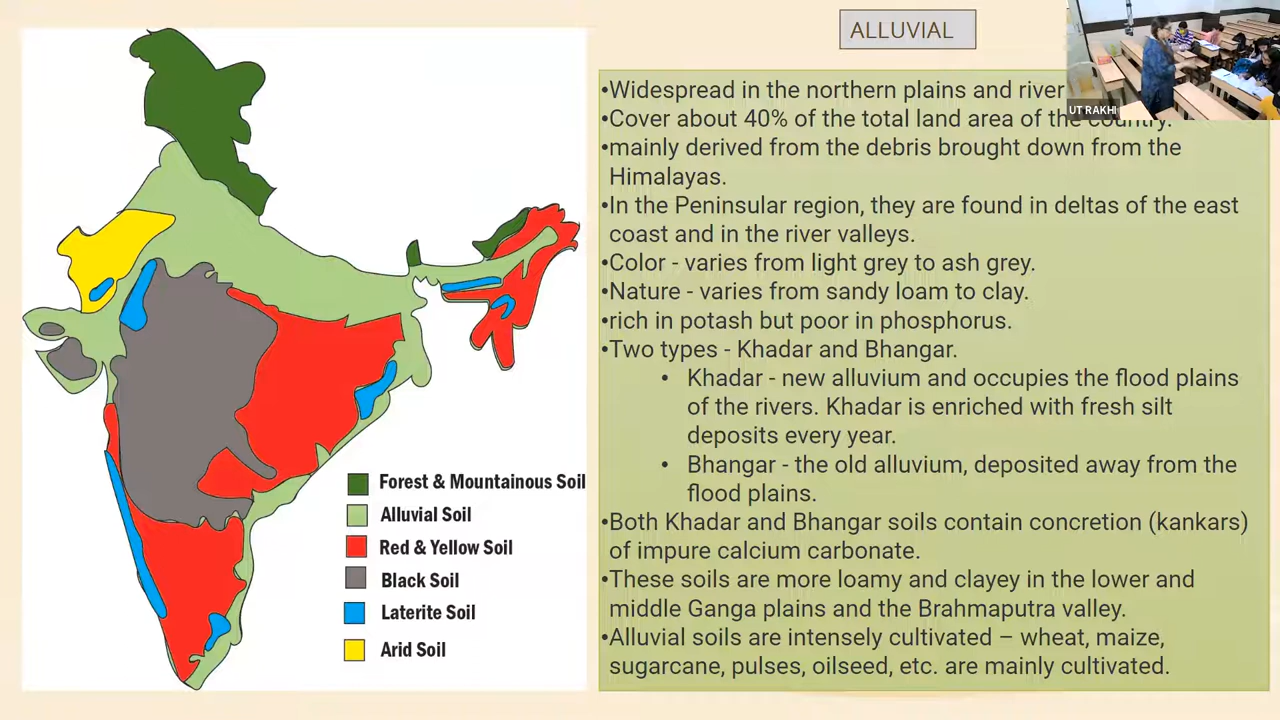 ALLUVIAL
•Widespread in the northern plains and river
•Cover about 40% of the total land area of the country.
•mainly derived from the debris brought down from the
Himalayas.
•In the Peninsular region, they are found in deltas of the east
coast and in the river valleys.
•Color - varies from light grey to ash grey.
•Nature - varies from sandy loam to clay.
•rich in potash but poor in phosphorus.
•Two types - Khadar and Bhangar.
• Khadar - new alluvium and occupies the flood plains
of the rivers. Khadar is enriched with fresh silt
deposits every year.
• Bhangar - the old alluvium, deposited away from the
flood plains.
•Both Khadar and Bhangar soils contain concretion (kankars)
of impure calcium carbonate.
•These soils are more loamy and clayey in the lower and
middle Ganga plains and the Brahmaputra valley.
•Alluvial soils are intensely cultivated – wheat, maize,
sugarcane, pulses, oilseed, etc. are mainly cultivated.
Forest & Mountainous Soil
Alluvial Soil
Red & Yellow Soil
Black Soil
Laterite Soil
Arid Soil
UT RAKHI